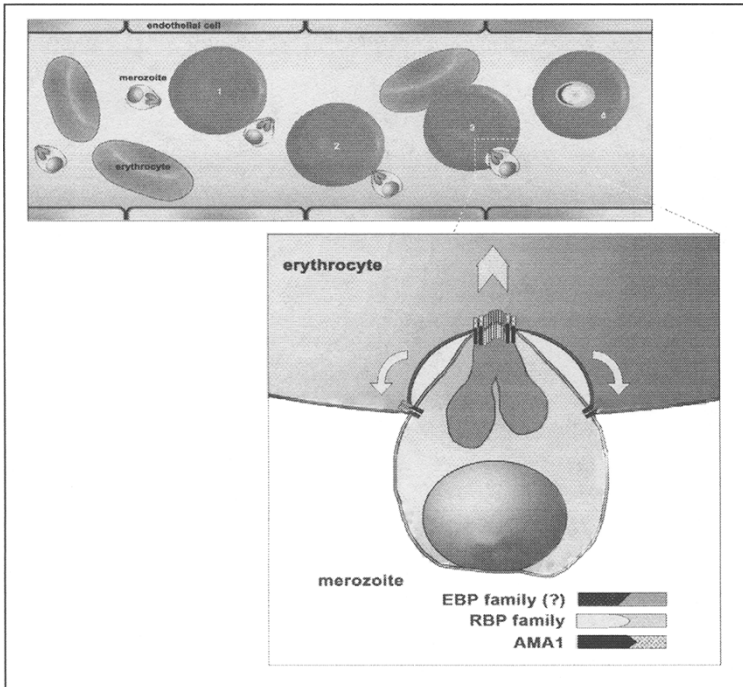 endothelial cell
merozoite
1
2
3
4
erythrocyte
erythrocyte
merozoite
EBP family (?)
RBP family
AMA1